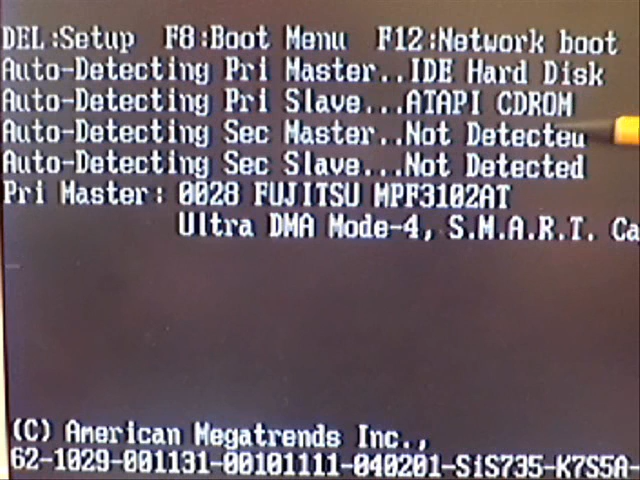 DEL:Setup F8:Boot Menu F12:Network boot
Auto-Detecting Pri Master..IDE Hard Disk
Auto-Detecting Pri Slave...ATAPI CDROM
Auto-Detecting Sec Master..Not Detected
Auto-Detecting Sec Slave...Not Detected
Pri Master: 0028 FUJITSU MPF3102AT
Ultra DMA Mode-4, S.M.A.R.T. Ca
(C) American Megatrends Inc.,
62-1029-001131-00101111-040201-SiS735-K7S5A-